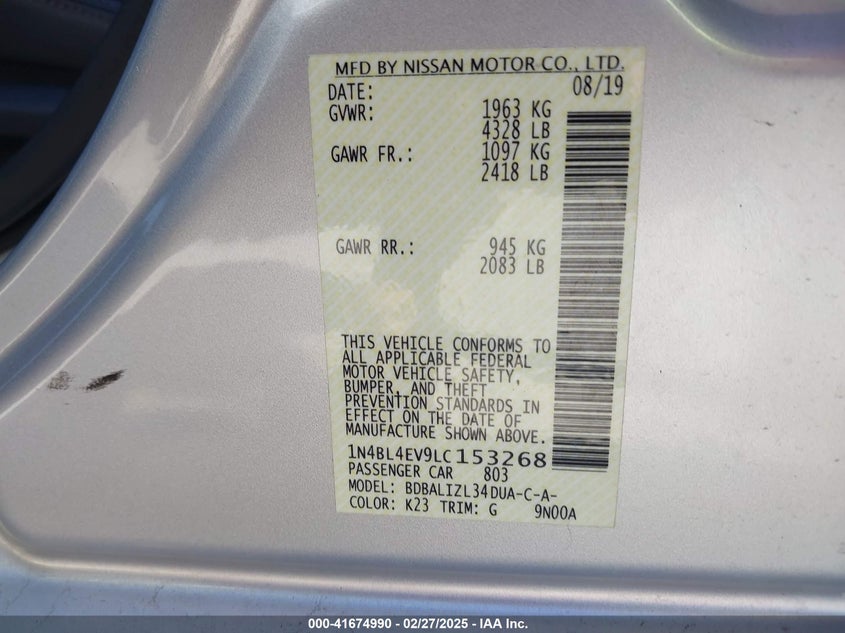 MFD BY NISSAN MOTOR CO., LTD.
DATE: 08/19
GVWR: 1963 KG
4328 LB
GAWR FR.: 1097 KG
2418 LB
GAWR RR.: 945 KG
2083 LB
THIS VEHICLE CONFORMS TO
ALL APPLICABLE FEDERAL
MOTOR VEHICLE SAFETY,
BUMPER, AND THEFT
PREVENTION STANDARDS IN
EFFECT ON THE DATE OF
MANUFACTURE SHOWN ABOVE.
1N4BL4EV9LC153268
PASSENGER CAR 803
MODEL: BDBALIZL34DUA-C-A-
COLOR: K23 TRIM: G 9N00A
000-41674990 – 02/27/2025 – IAA Inc.